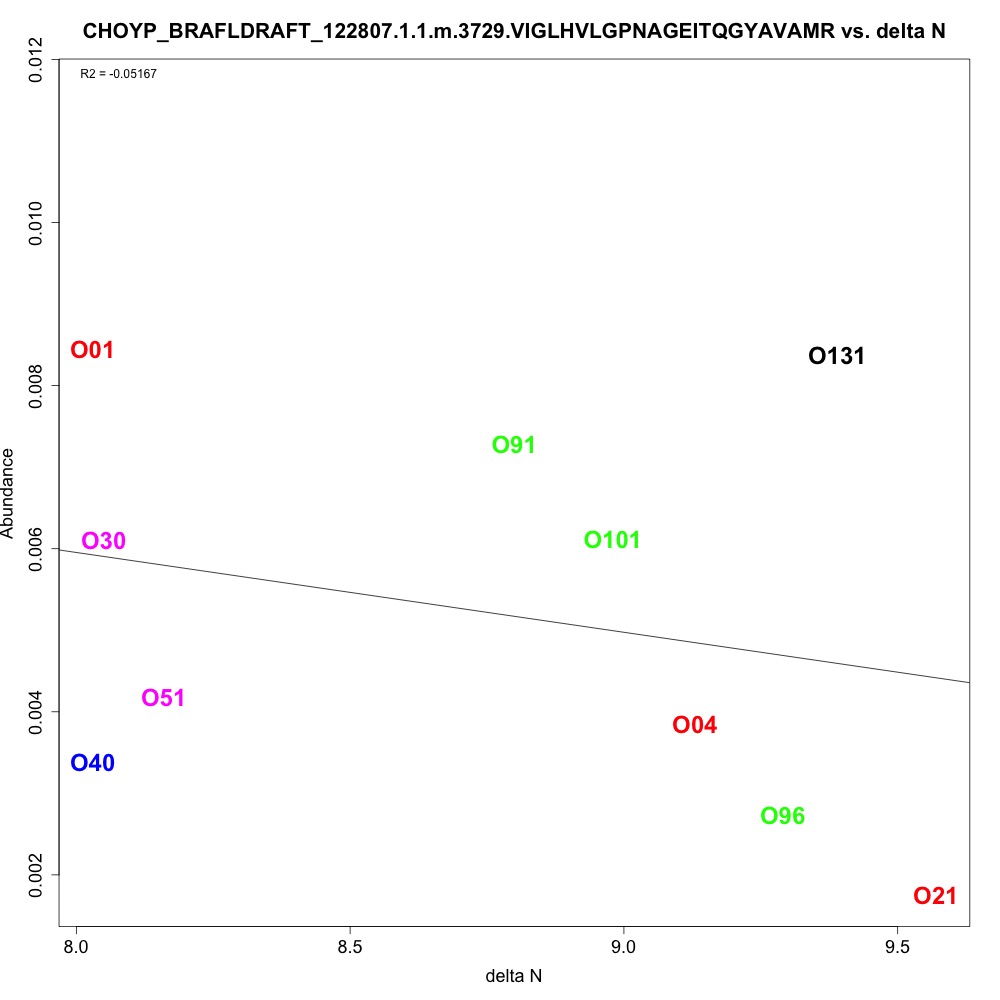 CHOYP_BRAFLDRAFT_122807.1.1.m.3729.VIGLHVLGPNAGEITQGYAVAMR vs. delta N
R2 = -0.05167
0.012
0.010
0.008
0.006
0.004
0.002
Abundance
O01
O131
O91
O30
O101
O51
O04
O40
O96
O21
8.0 8.5 9.0 9.5
delta N